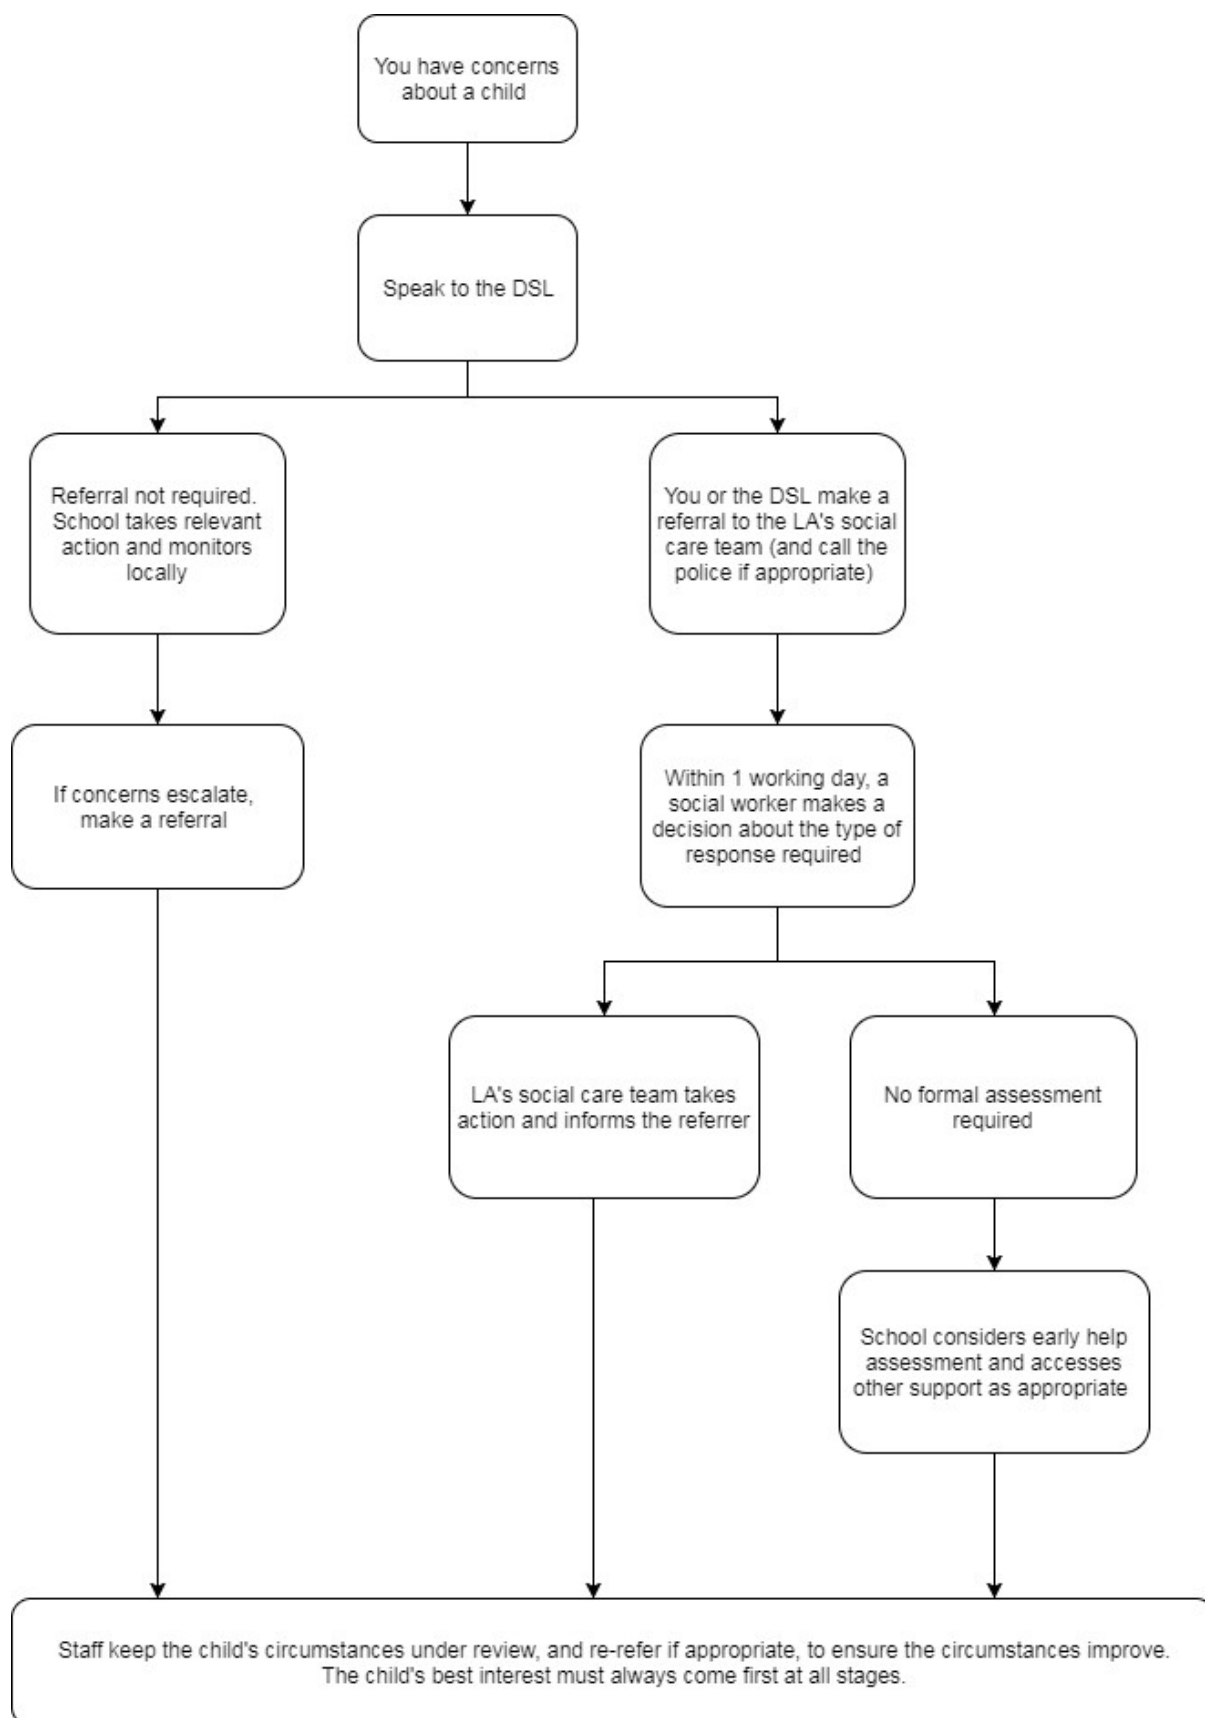 You have concerns
about a child
Speak to the DSL
Referral not required.
School takes relevant
action and monitors
locally
You or the DSL make a
referral to the LA's social
care team (and call the
police if appropriate)
If concerns escalate,
make a referral
Within 1 working day, a
social worker makes a
decision about the type of
response required
LA's social care team takes
action and informs the referrer
No formal assessment
required
School considers early help
assessment and accesses
other support as appropriate
Staff keep the child's circumstances under review, and re-refer if appropriate, to ensure the circumstances improve.
The child's best interest must always come first at all stages.